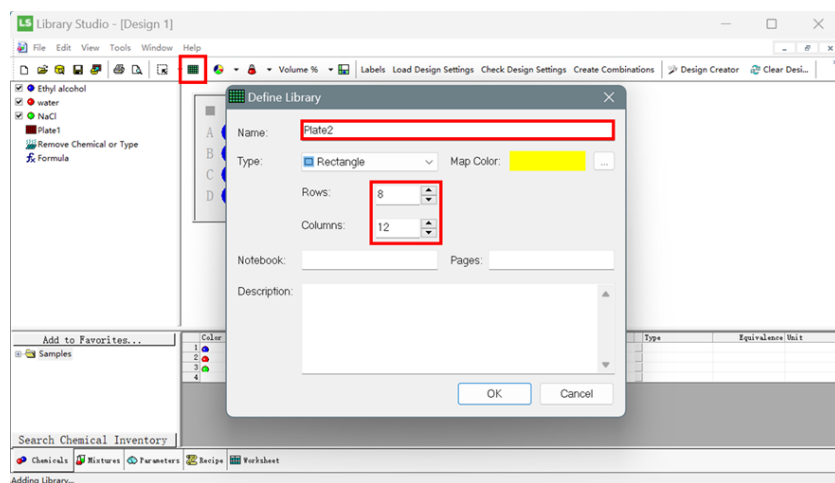 LS Library Studio - [Design 1]
File Edit View Tools Window Help
Volume % Labels Load Design Settings Check Design Settings Create Combinations Design Creator Clear Desi...
Ethyl alcohol
water
NaCl
Plate1
Remove Chemical or Type
fx Formula
A
B
C
D
Define Library
Name: Plate2
Type: Rectangle Map Color: ...
Rows: 8
Columns: 12
Notebook: Pages:
Description:
OK Cancel
Add to Favorites...
Samples
Search Chemical Inventory
Color Type Equivalence Unit
1
2
3
4
Chemicals Mixtures Parameters Recipe Worksheet
Adding Library...